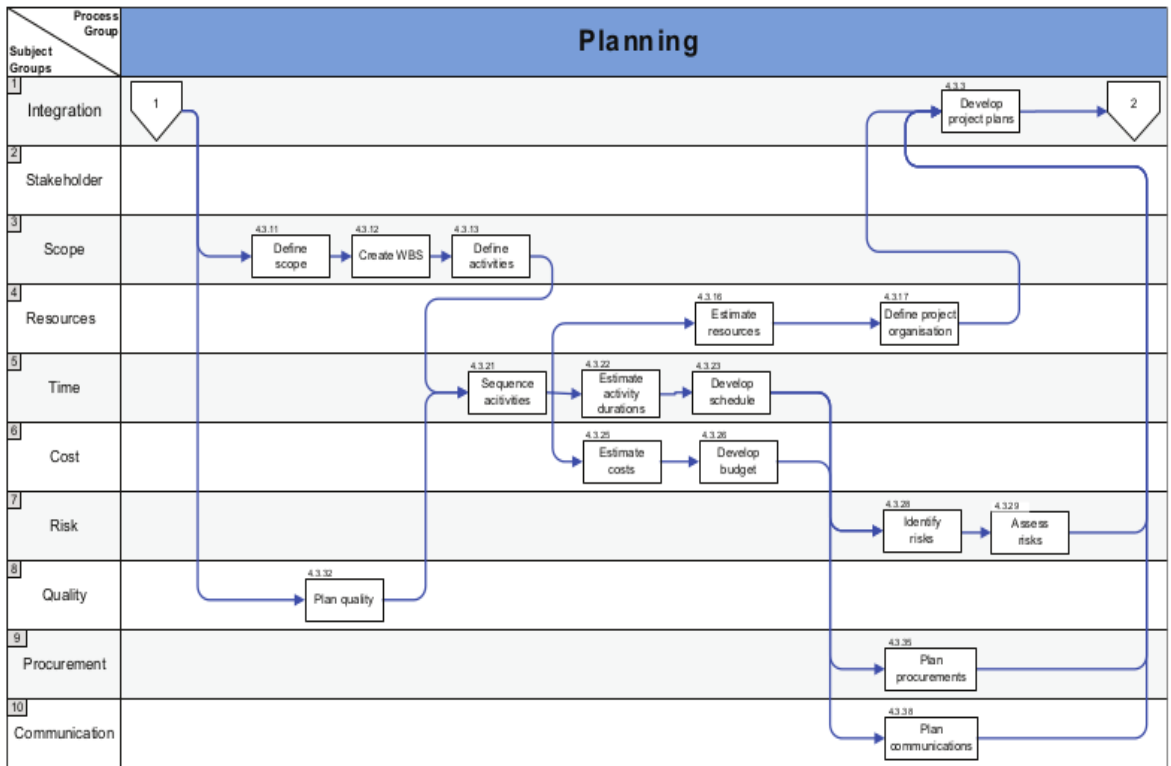 Process
Group
Subject
Groups
Planning
1
Integration
1
4.3.3
Develop
project plans
2
2
Stakeholder
3
Scope
4.3.11
Define
scope
4.3.12
Create WBS
4.3.13
Define
activities
4
Resources
4.3.16
Estimate
resources
4.3.17
Define project
organisation
5
Time
4.3.21
Sequence
acitivities
4.3.22
Estimate
activity
durations
4.3.23
Develop
schedule
6
Cost
4.3.25
Estimate
costs
4.3.26
Develop
budget
7
Risk
4.3.28
Identify
risks
4.3.29
Assess
risks
8
Quality
4.3.32
Plan quality
9
Procurement
4.3.35
Plan
procurements
10
Communication
4.3.38
Plan
communications